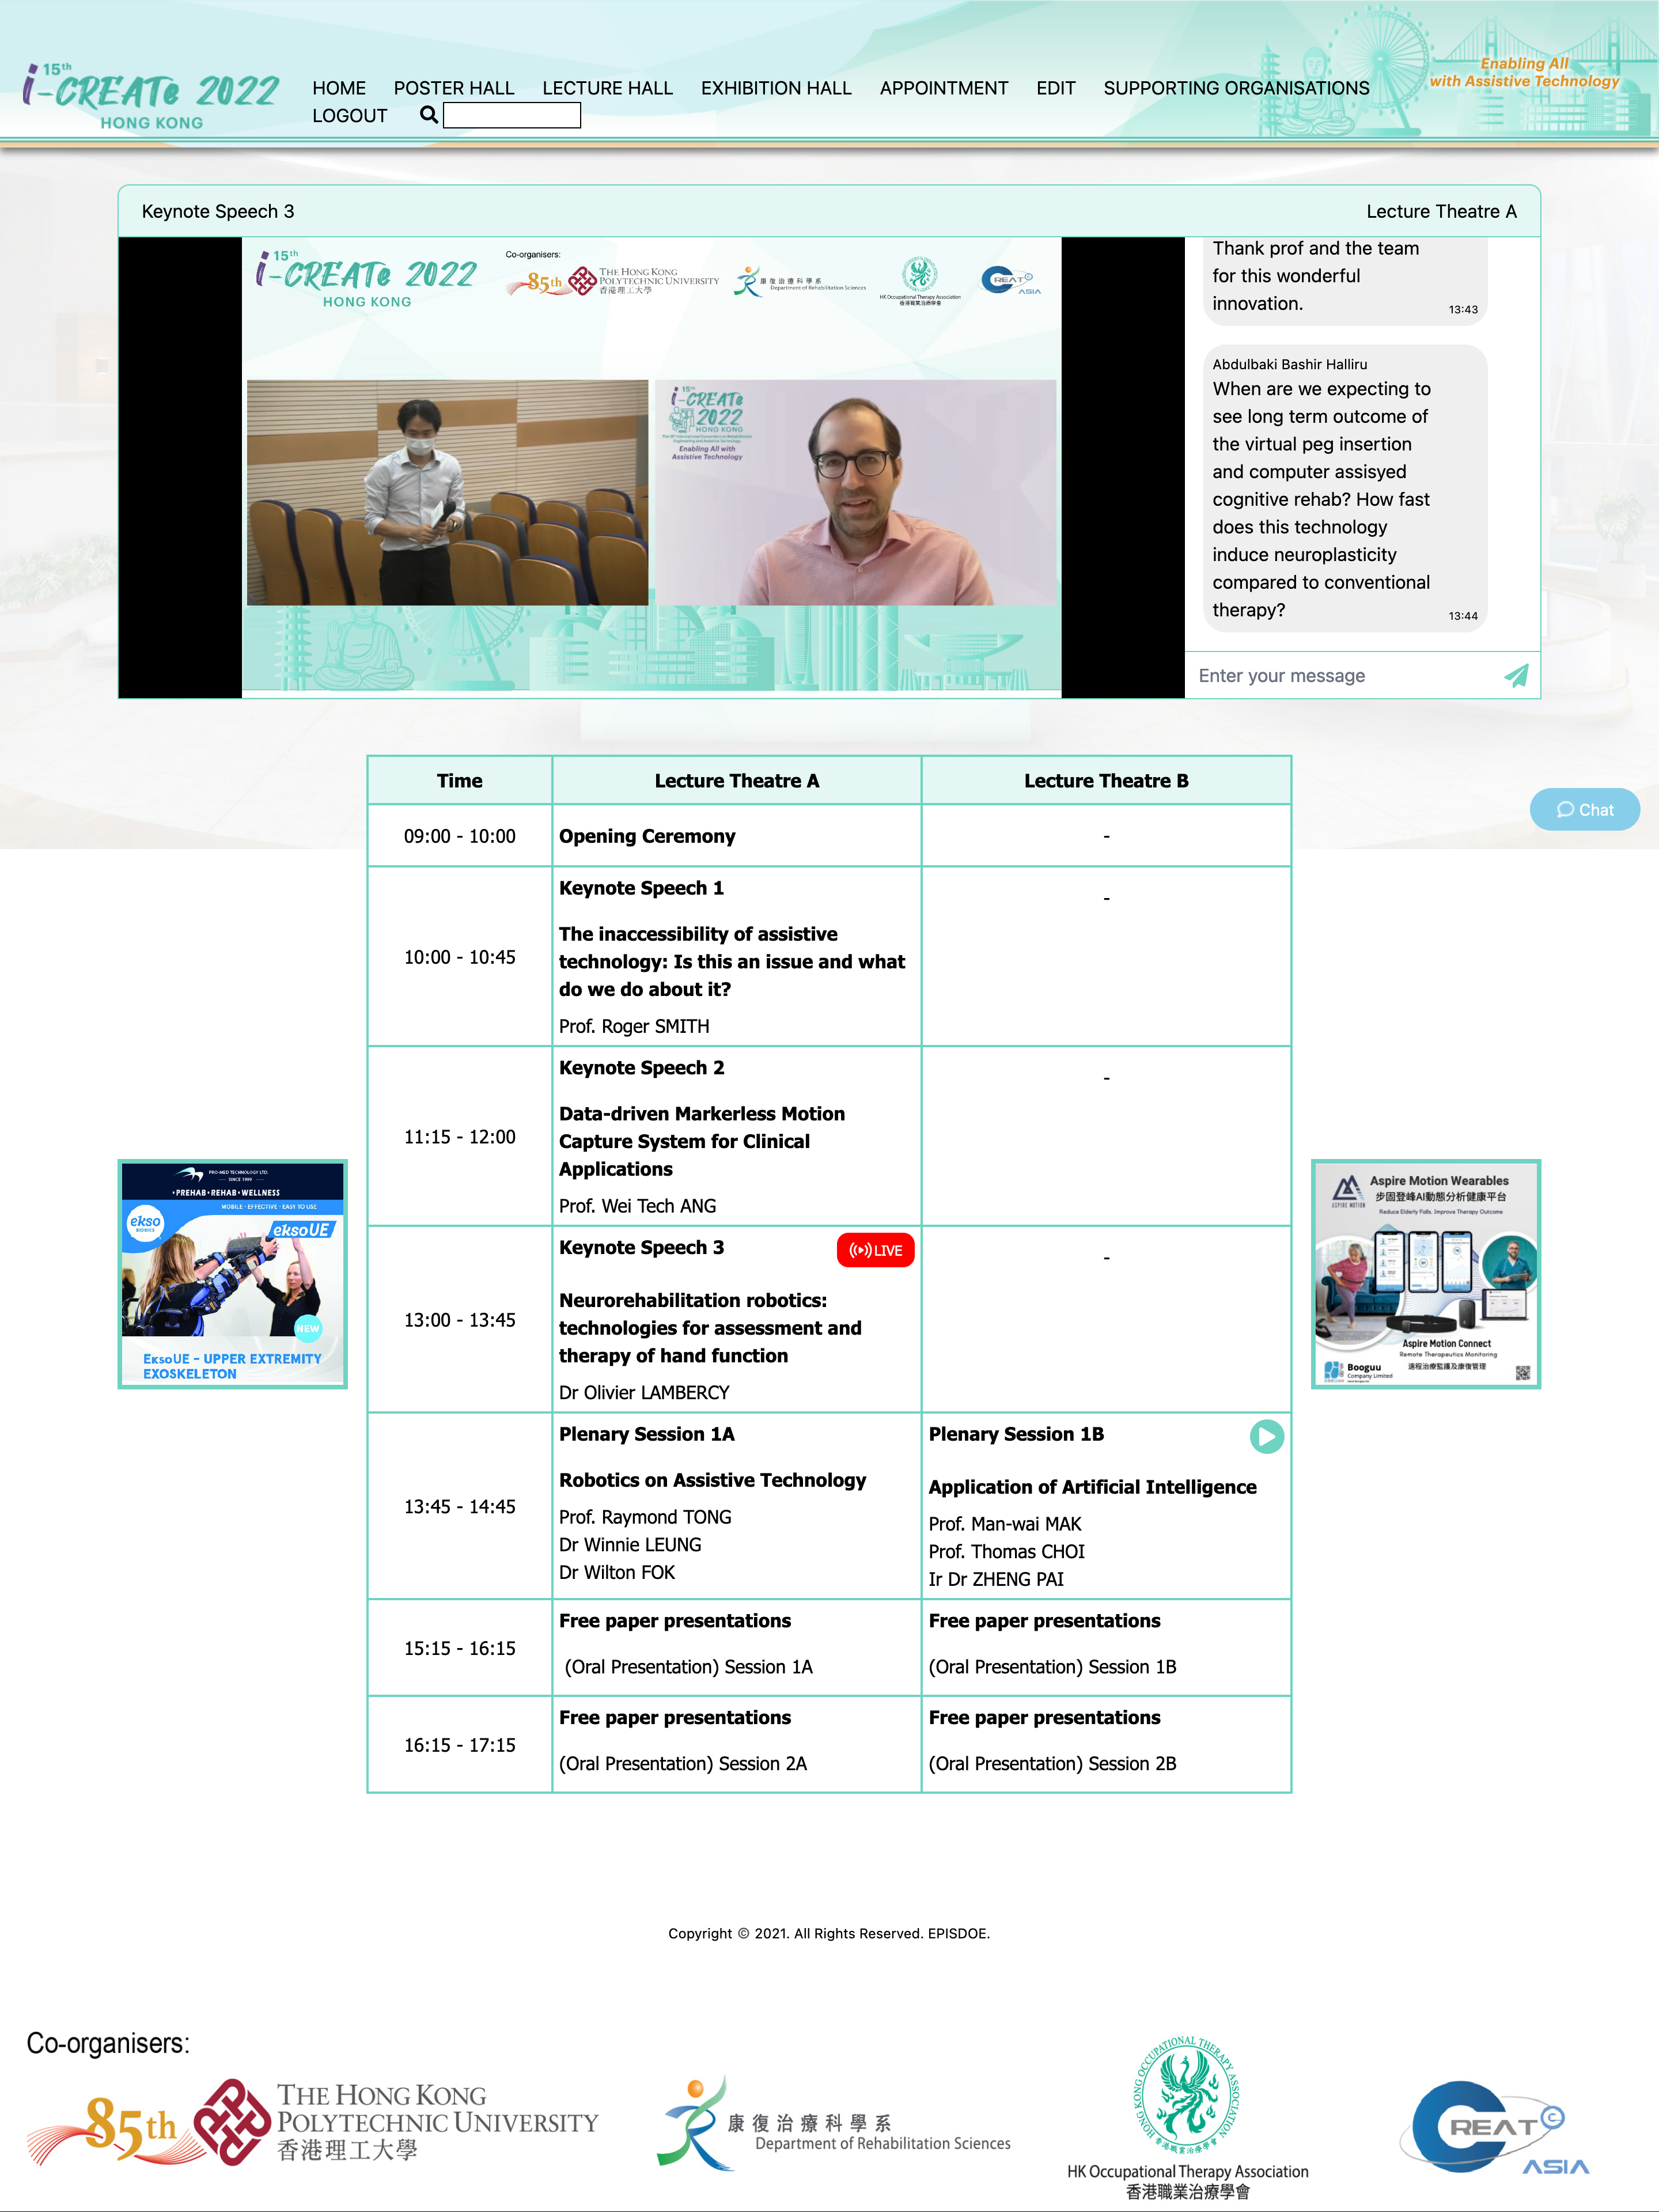 15th
i-CREATe 2022
HONG KONG
HOME
POSTER HALL
LECTURE HALL
EXHIBITION HALL
APPOINTMENT
EDIT
SUPPORTING ORGANISATIONS
LOGOUT
Enabling All
with Assistive Technology
Keynote Speech 3
Lecture Theatre A
15th
i-CREATe 2022
HONG KONG
Co-organisers:
85th
THE HONG KONG
POLYTECHNIC UNIVERSITY
香港理工大學
康復治療科學系
Department of Rehabilitation Sciences
HK Occupational Therapy Association
香港職業治療學會
CREATe
ASIA
15th
i-CREATe
2022
HONG KONG
Enabling All with
Assistive Technology
Thank prof and the team
for this wonderful
innovation.
13:43
Abdulbaki Bashir Halliru
When are we expecting to
see long term outcome of
the virtual peg insertion
and computer assisyed
cognitive rehab? How fast
does this technology
induce neuroplasticity
compared to conventional
therapy?
13:44
Enter your message
Chat
Time
Lecture Theatre A
Lecture Theatre B
09:00 - 10:00
Opening Ceremony
-
10:00 - 10:45
Keynote Speech 1
The inaccessibility of assistive
technology: Is this an issue and what
do we do about it?
Prof. Roger SMITH
-
11:15 - 12:00
Keynote Speech 2
Data-driven Markerless Motion
Capture System for Clinical
Applications
Prof. Wei Tech ANG
-
13:00 - 13:45
Keynote Speech 3
LIVE
Neurorehabilitation robotics:
technologies for assessment and
therapy of hand function
Dr Olivier LAMBERCY
-
13:45 - 14:45
Plenary Session 1A
Robotics on Assistive Technology
Prof. Raymond TONG
Dr Winnie LEUNG
Dr Wilton FOK
Plenary Session 1B
Application of Artificial Intelligence
Prof. Man-wai MAK
Prof. Thomas CHOI
Ir Dr ZHENG PAI
15:15 - 16:15
Free paper presentations
(Oral Presentation) Session 1A
Free paper presentations
(Oral Presentation) Session 1B
16:15 - 17:15
Free paper presentations
(Oral Presentation) Session 2A
Free paper presentations
(Oral Presentation) Session 2B
PRO-MED TECHNOLOGY LTD.
SINCE 1999
•PREHAB•REHAB•WELLNESS
MOBILE - EFFECTIVE - EASY TO USE
ekso
BIONICS
eksoUE
NEW
EksoUE - UPPER EXTREMITY
EXOSKELETON
Aspire Motion Wearables
步固登峰AI動態分析健康平台
ASPIRE MOTION
Reduce Elderly Falls, Improve Therapy Outcome
Aspire Motion Connect
Remote Therapeutics Monitoring
遠程治療監護及康復管理
Booguu
Company Limited
Copyright © 2021. All Rights Reserved. EPISDOE.
Co-organisers:
85th
THE HONG KONG
POLYTECHNIC UNIVERSITY
香港理工大學
康復治療科學系
Department of Rehabilitation Sciences
HONG KONG OCCUPATIONAL THERAPY ASSOCIATION
香港職業治療學會
HK Occupational Therapy Association
香港職業治療學會
CREATe
ASIA